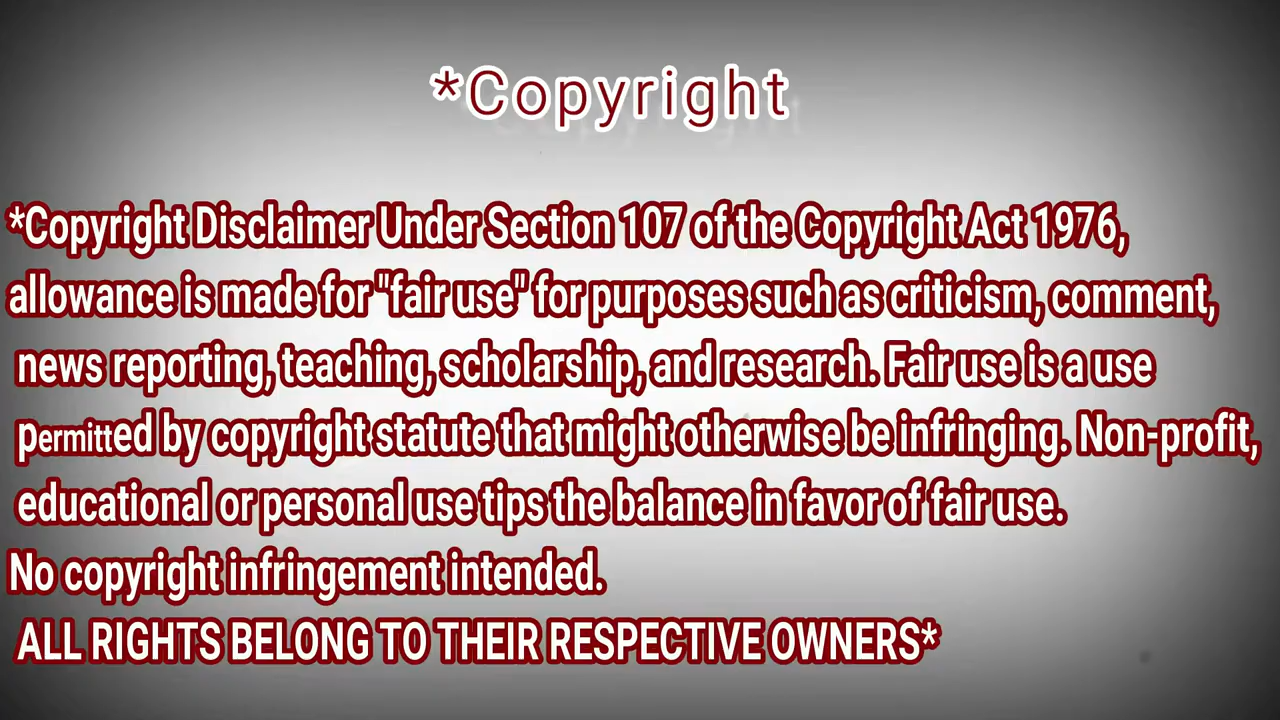 *Copyright
*Copyright Disclaimer Under Section 107 of the Copyright Act 1976,
allowance is made for "fair use" for purposes such as criticism, comment,
news reporting, teaching, scholarship, and research. Fair use is a use
permitted by copyright statute that might otherwise be infringing. Non-profit,
educational or personal use tips the balance in favor of fair use.
No copyright infringement intended.
ALL RIGHTS BELONG TO THEIR RESPECTIVE OWNERS*